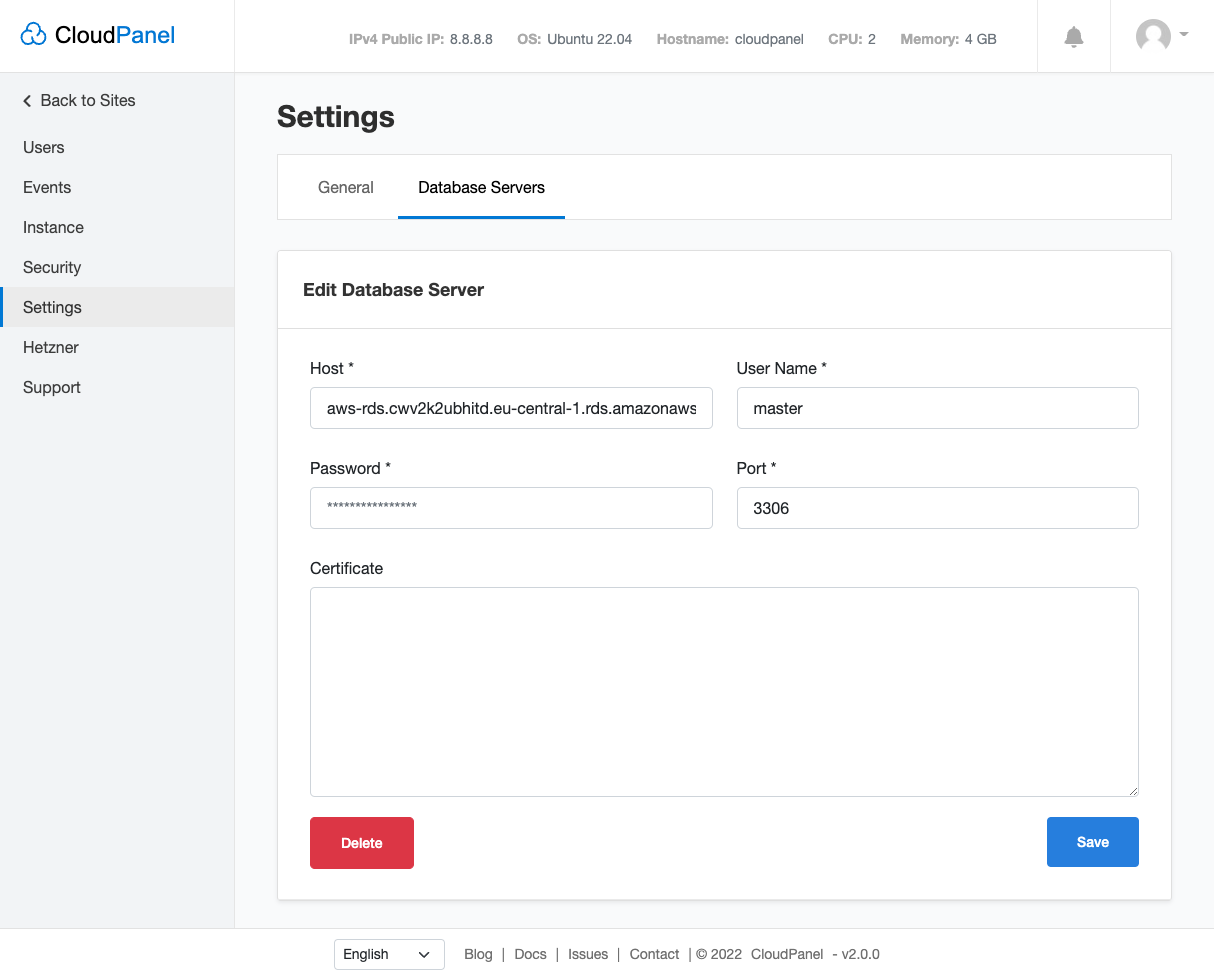 CloudPanel
IPv4 Public IP: 8.8.8.8 OS: Ubuntu 22.04 Hostname: cloudpanel CPU: 2 Memory: 4 GB
Back to Sites
Users
Events
Instance
Security
Settings
Hetzner
Support
Settings
General Database Servers
Edit Database Server
Host * User Name *
aws-rds.cwv2k2ubhitd.eu-central-1.rds.amazonaws master
Password * Port *
**************** 3306
Certificate
Delete Save
English Blog | Docs | Issues | Contact | © 2022 CloudPanel - v2.0.0